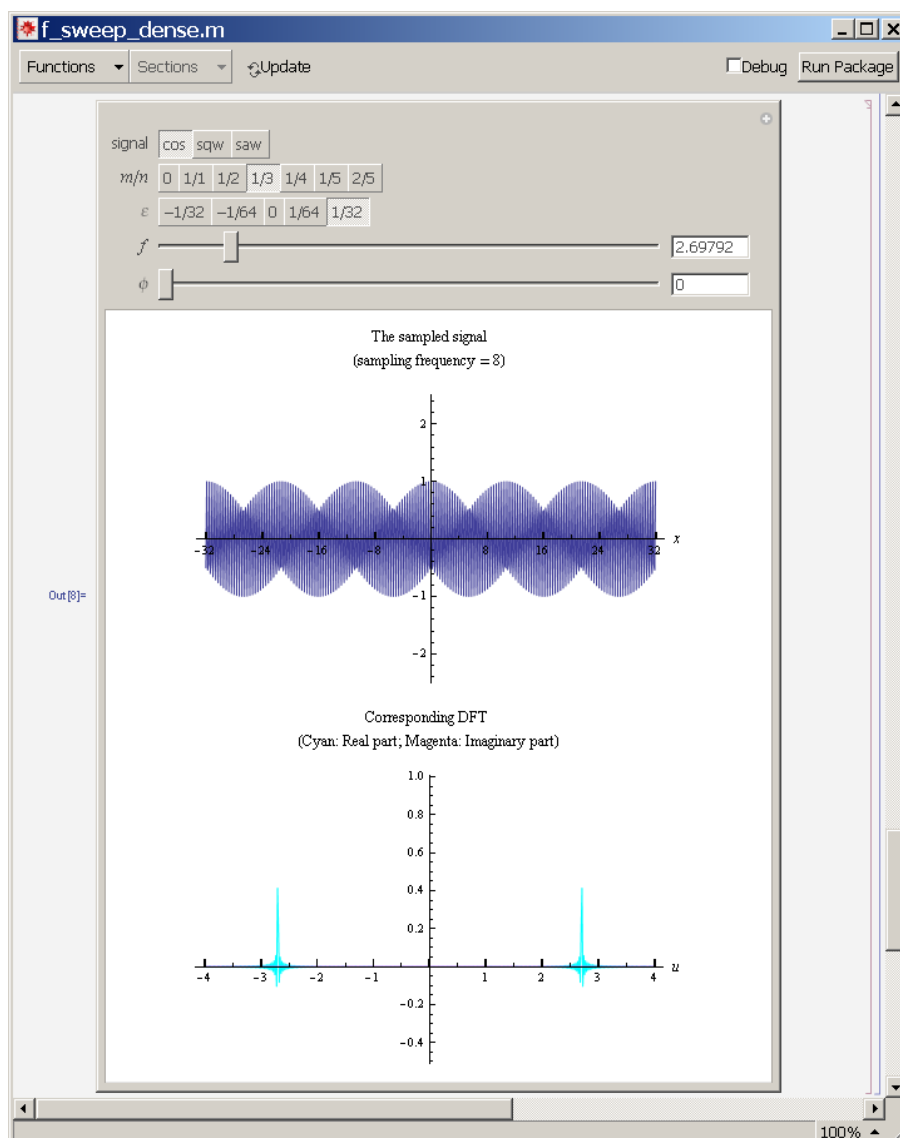 f_sweep_dense.m
Functions Sections Update Debug Run Package
signal cos sqw saw
m/n 0 1/1 1/2 1/3 1/4 1/5 2/5
ε −1/32 −1/64 0 1/64 1/32
f 2.69792
ϕ 0
The sampled signal
(sampling frequency = 8)
2
1
-32 -24 -16 -8 8 16 24 32 x
-1
-2
Out[8]=
Corresponding DFT
(Cyan: Real part; Magenta: Imaginary part)
1.0
0.8
0.6
0.4
0.2
-4 -3 -2 -1 1 2 3 4 u
-0.2
-0.4
100%